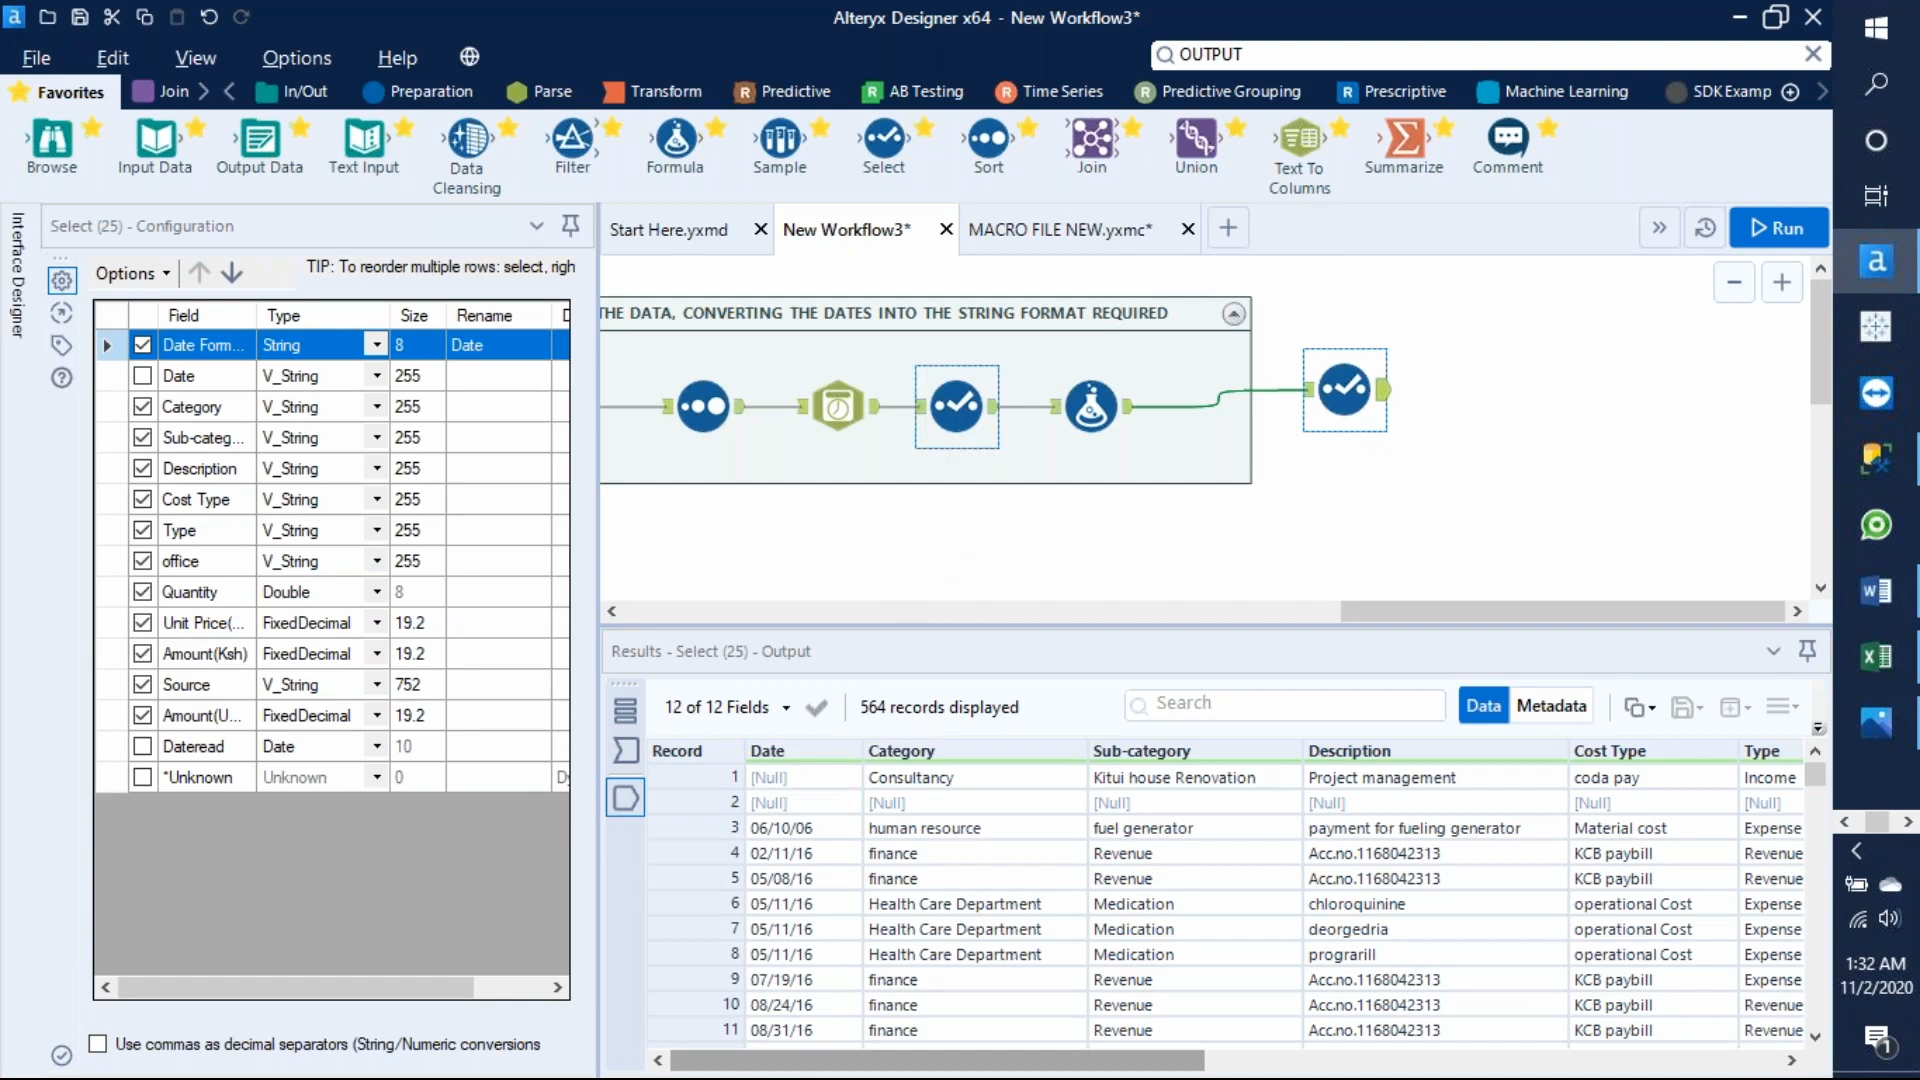 Alteryx Designer x64 - New Workflow3*
File Edit View Options Help
OUTPUT
Favorites Join In/Out Preparation Parse Transform Predictive AB Testing Time Series Predictive Grouping Prescriptive Machine Learning SDK Examp
Browse Input Data Output Data Text Input Data Cleansing Filter Formula Sample Select Sort Join Union Text To Columns Summarize Comment
Interface Designer
Select (25) - Configuration
Start Here.yxmd New Workflow3* MACRO FILE NEW.yxmc* Run
Options TIP: To reorder multiple rows: select, righ
Field Type Size Rename
Date Form... String 8 Date
Date V_String 255
Category V_String 255
Sub-categ... V_String 255
Description V_String 255
Cost Type V_String 255
Type V_String 255
office V_String 255
Quantity Double 8
Unit Price(... FixedDecimal 19.2
Amount(Ksh) FixedDecimal 19.2
Source V_String 752
Amount(U... FixedDecimal 19.2
Dateread Date 10
*Unknown Unknown 0
Use commas as decimal separators (String/Numeric conversions
THE DATA, CONVERTING THE DATES INTO THE STRING FORMAT REQUIRED
Results - Select (25) - Output
12 of 12 Fields 564 records displayed Search Data Metadata
Record Date Category Sub-category Description Cost Type Type
1 [Null] Consultancy Kitui house Renovation Project management coda pay Income
2 [Null] [Null] [Null] [Null] [Null] [Null]
3 06/10/06 human resource fuel generator payment for fueling generator Material cost Expense
4 02/11/16 finance Revenue Acc.no.1168042313 KCB paybill Revenue
5 05/08/16 finance Revenue Acc.no.1168042313 KCB paybill Revenue
6 05/11/16 Health Care Department Medication chloroquinine operational Cost Expense
7 05/11/16 Health Care Department Medication deorgedria operational Cost Expense
8 05/11/16 Health Care Department Medication prograrill operational Cost Expense
9 07/19/16 finance Revenue Acc.no.1168042313 KCB paybill Expense
10 08/24/16 finance Revenue Acc.no.1168042313 KCB paybill Revenue
11 08/31/16 finance Revenue Acc.no.1168042313 KCB paybill Revenue
1:32 AM
11/2/2020
1